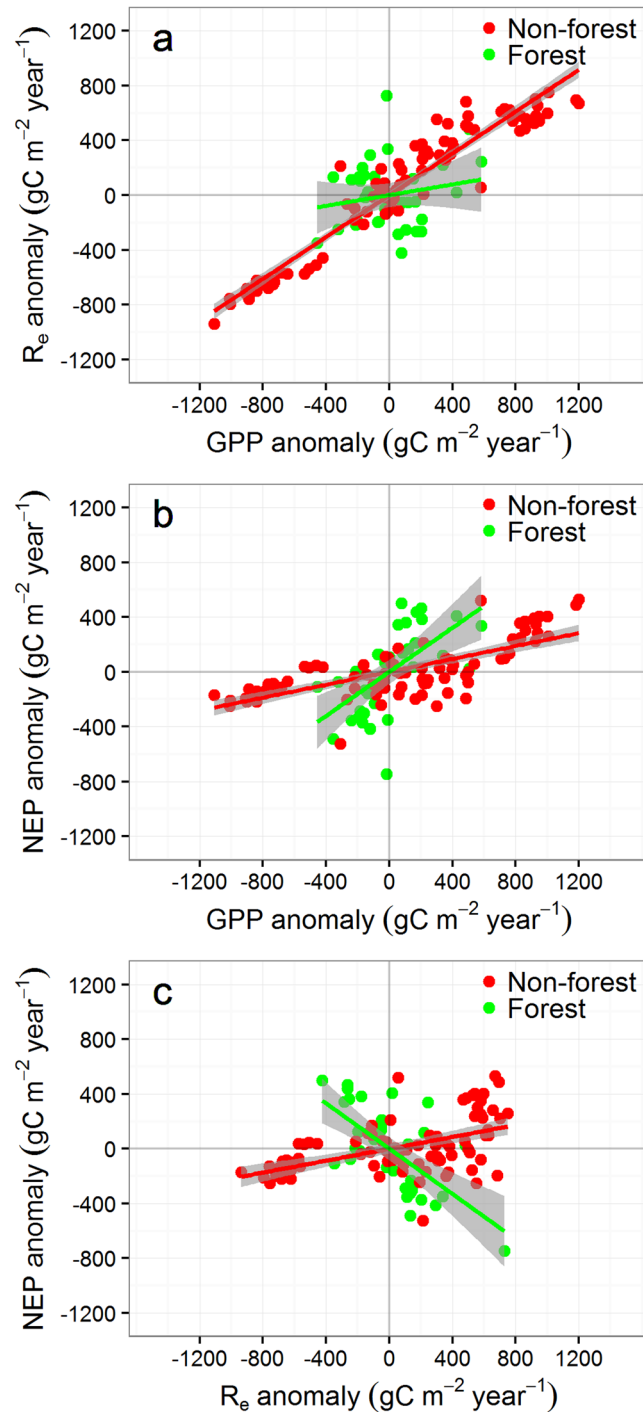 a
Non-forest
Forest
1200
800
400
0
-400
-800
-1200
Re anomaly (gC m−2 year−1)
-1200 -800 -400 0 400 800 1200
GPP anomaly (gC m−2 year−1)
b
Non-forest
Forest
1200
800
400
0
-400
-800
-1200
NEP anomaly (gC m−2 year−1)
-1200 -800 -400 0 400 800 1200
GPP anomaly (gC m−2 year−1)
c
Non-forest
Forest
1200
800
400
0
-400
-800
-1200
NEP anomaly (gC m−2 year−1)
-1200 -800 -400 0 400 800 1200
Re anomaly (gC m−2 year−1)